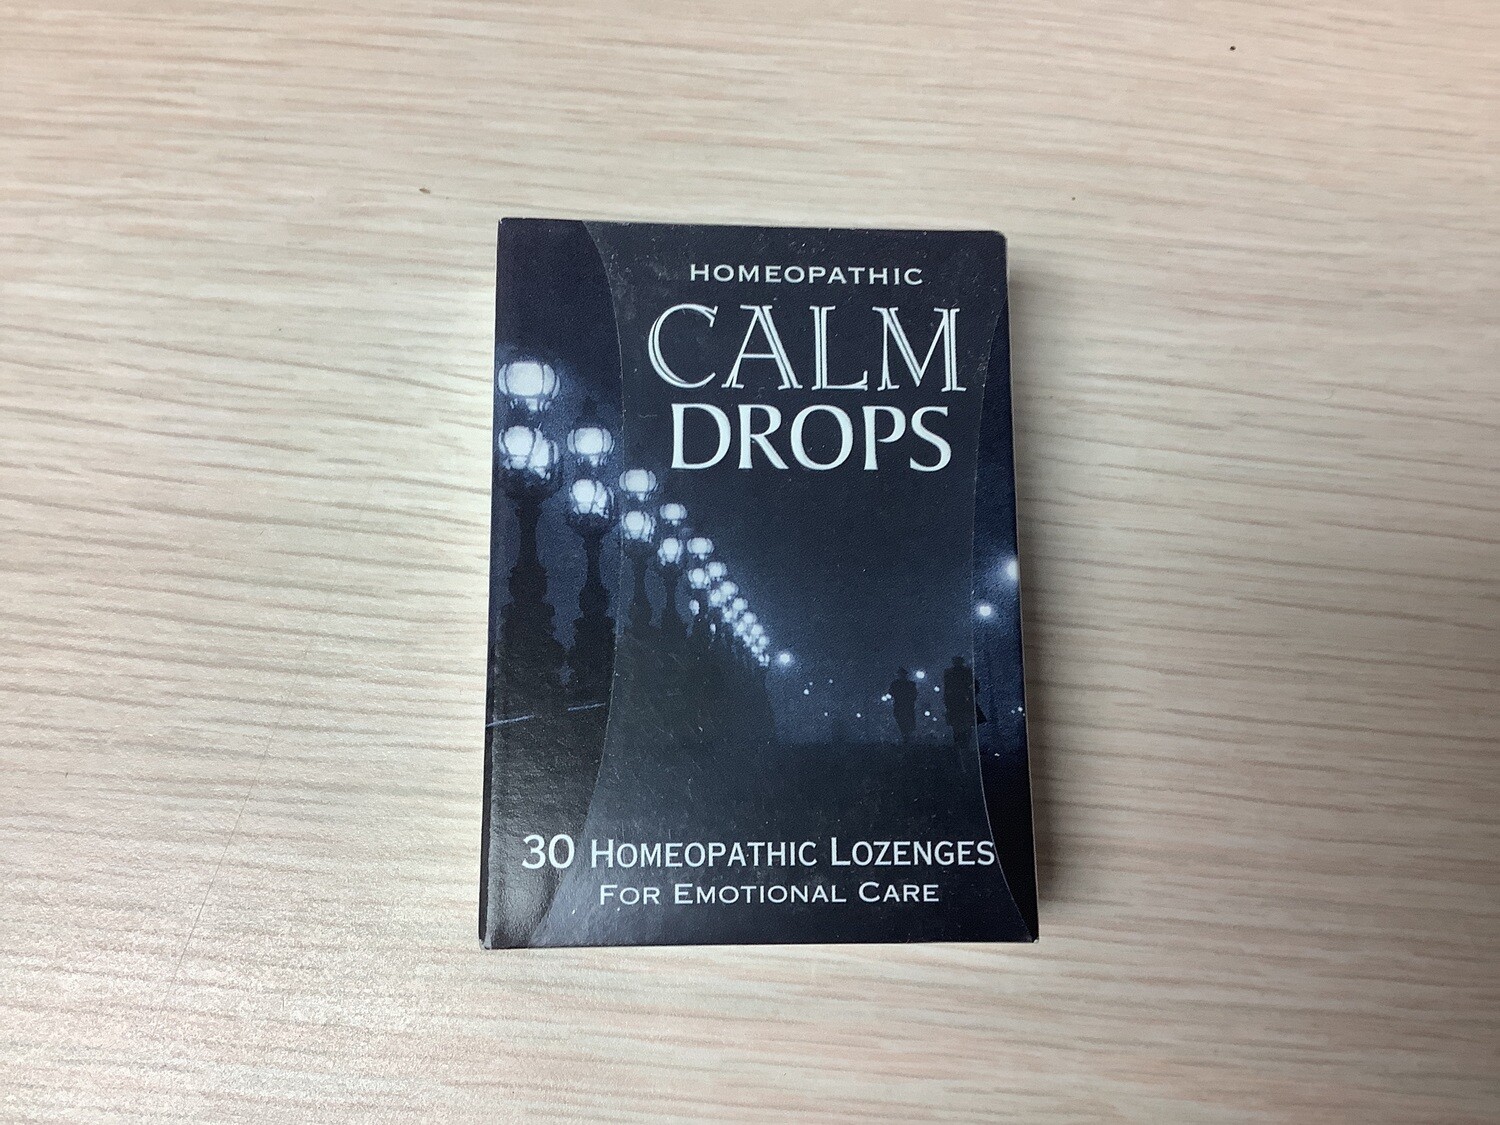 HOMEOPATHIC
CALM
DROPS
30 HOMEOPATHIC LOZENGES
FOR EMOTIONAL CARE